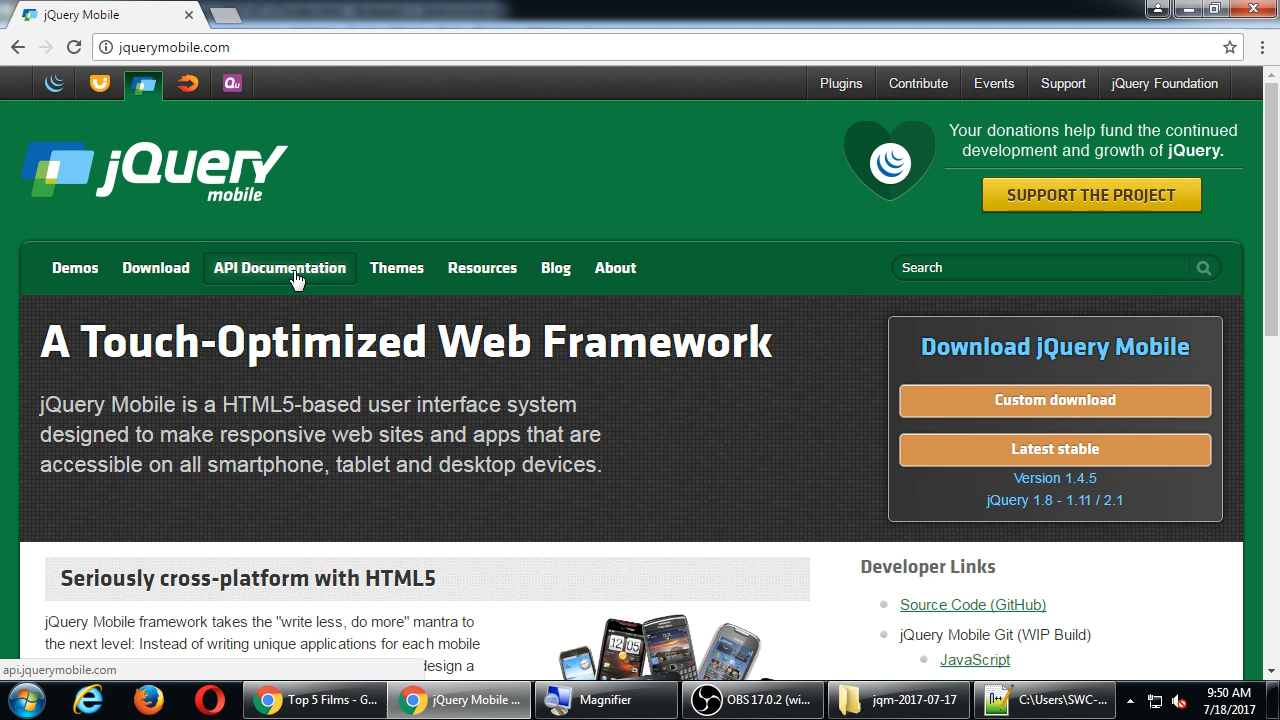 jQuery Mobile
jquerymobile.com
Plugins
Contribute
Events
Support
jQuery Foundation
jQuery
mobile
Your donations help fund the continued
development and growth of jQuery.
SUPPORT THE PROJECT
Demos
Download
API Documentation
Themes
Resources
Blog
About
Search
A Touch-Optimized Web Framework
jQuery Mobile is a HTML5-based user interface system
designed to make responsive web sites and apps that are
accessible on all smartphone, tablet and desktop devices.
Download jQuery Mobile
Custom download
Latest stable
Version 1.4.5
jQuery 1.8 - 1.11 / 2.1
Seriously cross-platform with HTML5
jQuery Mobile framework takes the "write less, do more" mantra to
the next level: Instead of writing unique applications for each mobile
design a
12:05
Developer Links
Source Code (GitHub)
jQuery Mobile Git (WIP Build)
JavaScript
api.jquerymobile.com
Top 5 Films - G...
jQuery Mobile ...
Magnifier
OBS 17.0.2 (wi...
jqm-2017-07-17
C:\Users\SWC-...
9:50 AM
7/18/2017